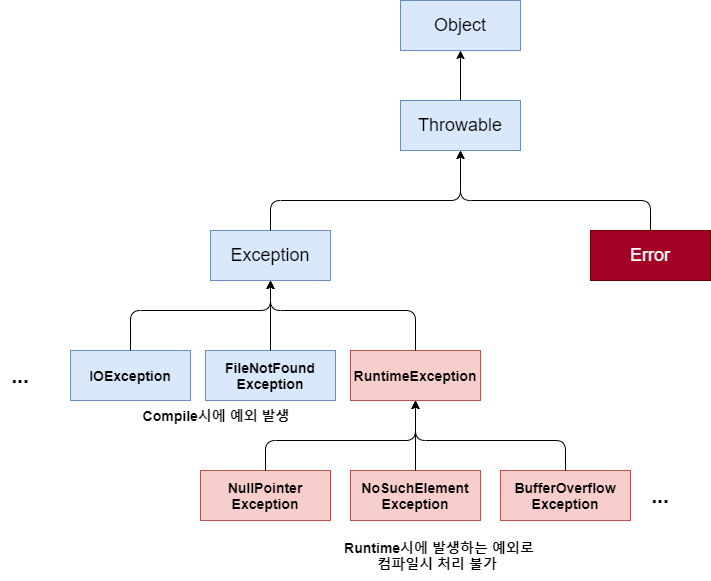 Object
Throwable
Exception
Error
...
IOException
FileNotFound
Exception
RuntimeException
Compile시에 예외 발생
NullPointer
Exception
NoSuchElement
Exception
BufferOverflow
Exception
...
Runtime시에 발생하는 예외로
컴파일시 처리 불가